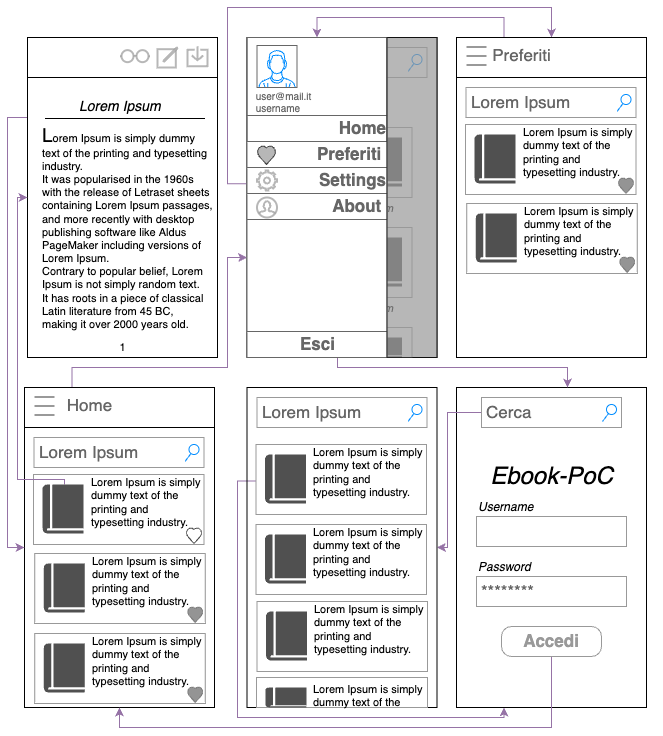 Lorem Ipsum
Lorem Ipsum is simply dummy
text of the printing and typesetting
industry.
It was popularised in the 1960s
with the release of Letraset sheets
containing Lorem Ipsum passages,
and more recently with desktop
publishing software like Aldus
PageMaker including versions of
Lorem Ipsum.
Contrary to popular belief, Lorem
Ipsum is not simply random text.
It has roots in a piece of classical
Latin literature from 45 BC,
making it over 2000 years old.
1
user@mail.it
username
Home
Preferiti
Settings
About
Esci
Preferiti
Lorem Ipsum
Lorem Ipsum is simply
dummy text of the
printing and
typesetting industry.
Lorem Ipsum is simply
dummy text of the
printing and
typesetting industry.
Home
Lorem Ipsum
Lorem Ipsum is simply
dummy text of the
printing and
typesetting industry.
Lorem Ipsum is simply
dummy text of the
printing and
typesetting industry.
Lorem Ipsum is simply
dummy text of the
printing and
typesetting industry.
Lorem Ipsum
Lorem Ipsum is simply
dummy text of the
printing and
typesetting industry.
Lorem Ipsum is simply
dummy text of the
printing and
typesetting industry.
Lorem Ipsum is simply
dummy text of the
printing and
typesetting industry.
Lorem Ipsum is simply
dummy text of the
Cerca
Ebook-PoC
Username
Password
********
Accedi